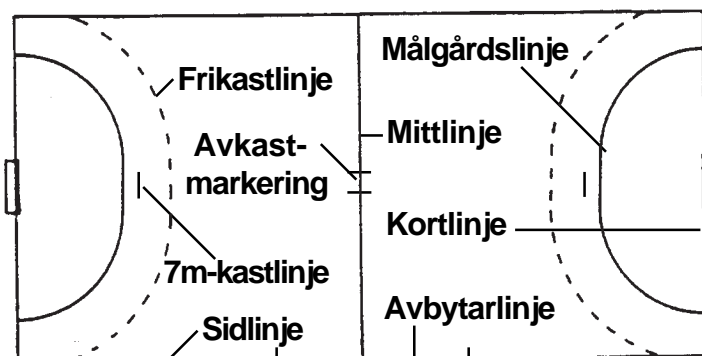 Målgårdslinje
Frikastlinje
Mittlinje
Avkast-
markering
Kortlinje
7m-kastlinje
Avbytarlinje
Sidlinje